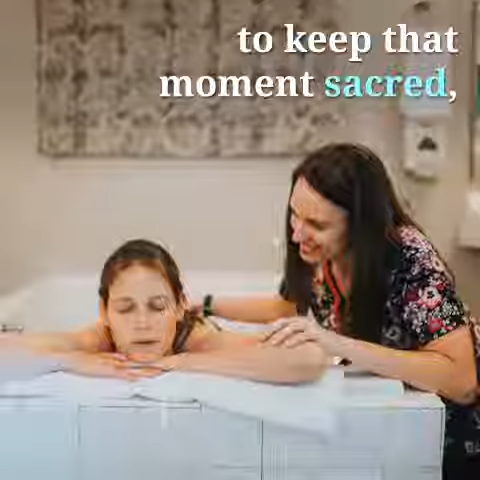 to keep that
moment sacred,